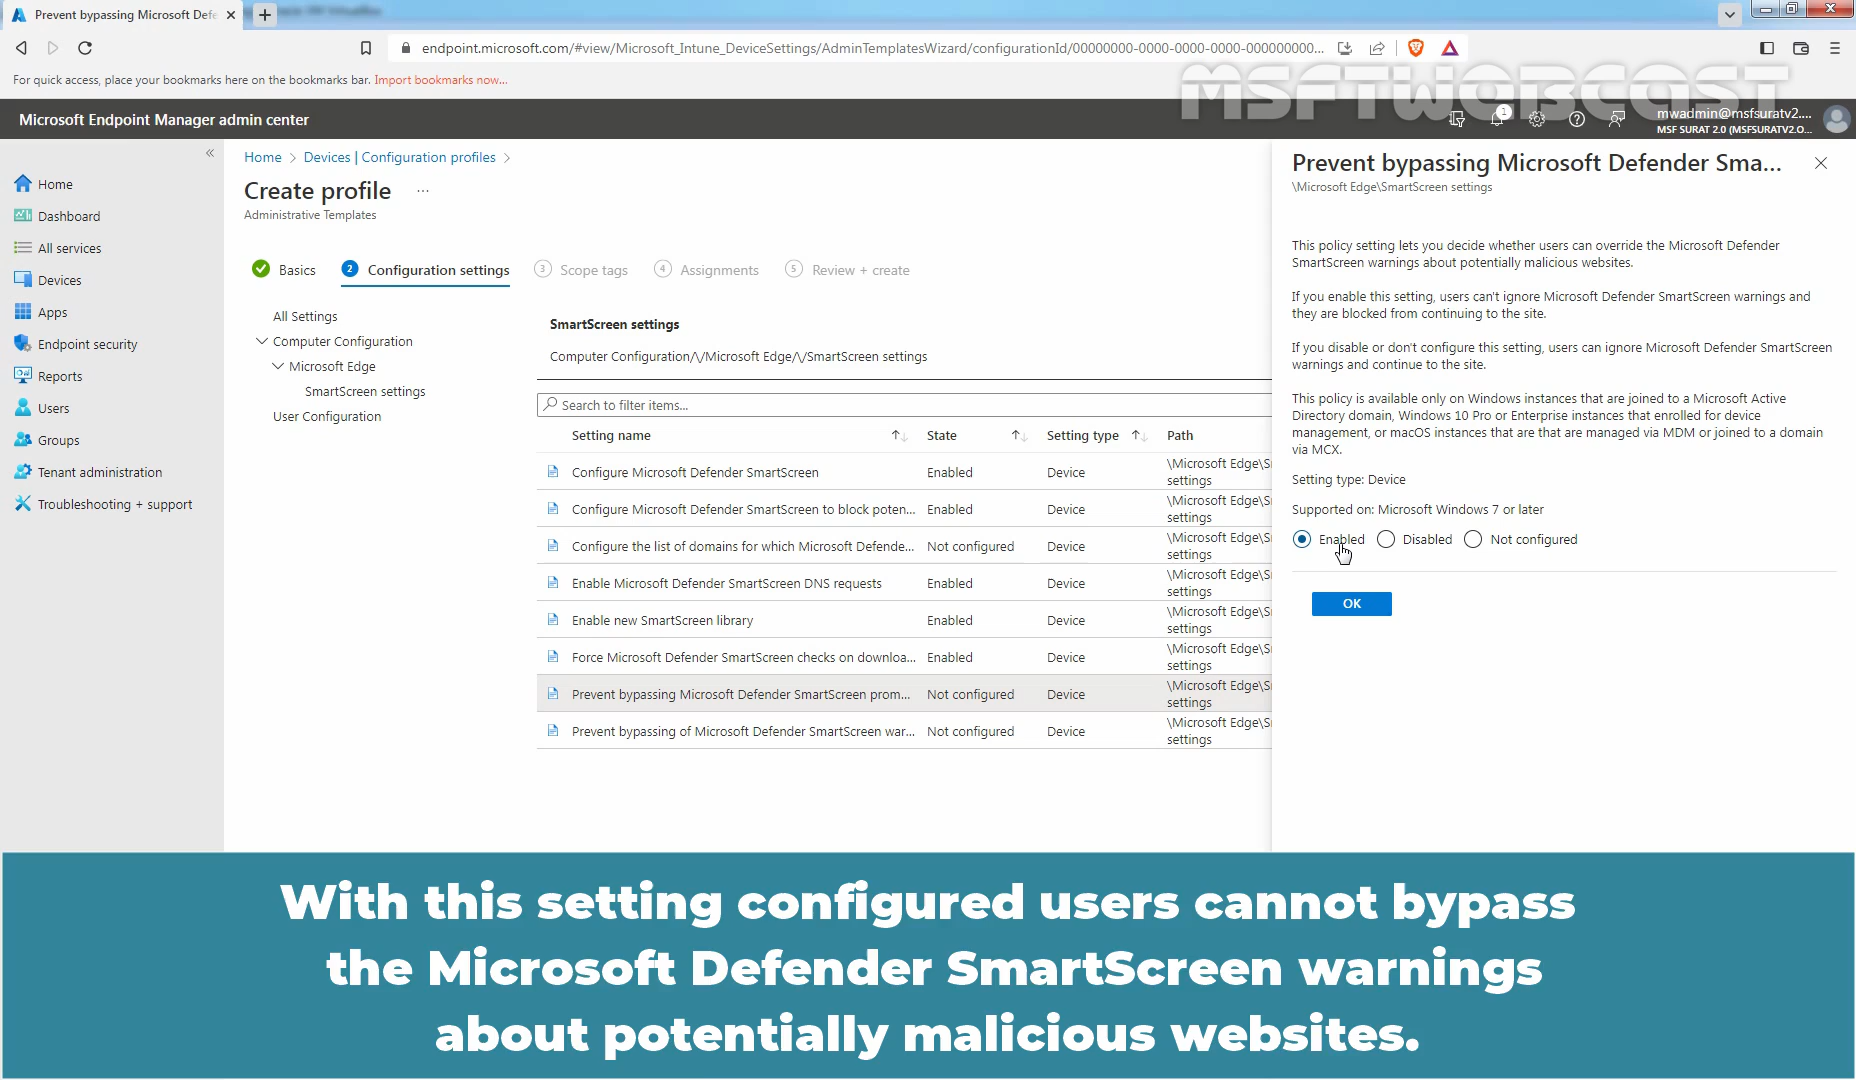 Prevent bypassing Microsoft Defe
For quick access, place your bookmarks here on the bookmarks bar. Import bookmarks now...
endpoint.microsoft.com/#view/Microsoft_Intune_DeviceSettings/AdminTemplatesWizard/configurationId/00000000-0000-0000-0000-000000000...
MSFTWEBCAST
Microsoft Endpoint Manager admin center
1
mwadmin@msfsuratv2....
MSF SURAT 2.0 (MSFSURATV2.O...
Home
Dashboard
All services
Devices
Apps
Endpoint security
Reports
Users
Groups
Tenant administration
Troubleshooting + support
Home > Devices | Configuration profiles >
Create profile ...
Administrative Templates
Basics
2 Configuration settings
3 Scope tags
4 Assignments
5 Review + create
All Settings
Computer Configuration
Microsoft Edge
SmartScreen settings
User Configuration
SmartScreen settings
Computer Configuration/\/Microsoft Edge/\/SmartScreen settings
Search to filter items...
Setting name State Setting type Path
Configure Microsoft Defender SmartScreen Enabled Device \Microsoft Edge\S
settings
Configure Microsoft Defender SmartScreen to block poten... Enabled Device \Microsoft Edge\S
settings
Configure the list of domains for which Microsoft Defende... Not configured Device \Microsoft Edge\S
settings
Enable Microsoft Defender SmartScreen DNS requests Enabled Device \Microsoft Edge\S
settings
Enable new SmartScreen library Enabled Device \Microsoft Edge\S
settings
Force Microsoft Defender SmartScreen checks on downloa... Enabled Device \Microsoft Edge\S
settings
Prevent bypassing Microsoft Defender SmartScreen prom... Not configured Device \Microsoft Edge\S
settings
Prevent bypassing of Microsoft Defender SmartScreen war... Not configured Device \Microsoft Edge\S
settings
Prevent bypassing Microsoft Defender Sma...
\Microsoft Edge\SmartScreen settings
This policy setting lets you decide whether users can override the Microsoft Defender
SmartScreen warnings about potentially malicious websites.
If you enable this setting, users can't ignore Microsoft Defender SmartScreen warnings and
they are blocked from continuing to the site.
If you disable or don't configure this setting, users can ignore Microsoft Defender SmartScreen
warnings and continue to the site.
This policy is available only on Windows instances that are joined to a Microsoft Active
Directory domain, Windows 10 Pro or Enterprise instances that enrolled for device
management, or macOS instances that are that are managed via MDM or joined to a domain
via MCX.
Setting type: Device
Supported on: Microsoft Windows 7 or later
Enabled Disabled Not configured
OK
With this setting configured users cannot bypass
the Microsoft Defender SmartScreen warnings
about potentially malicious websites.